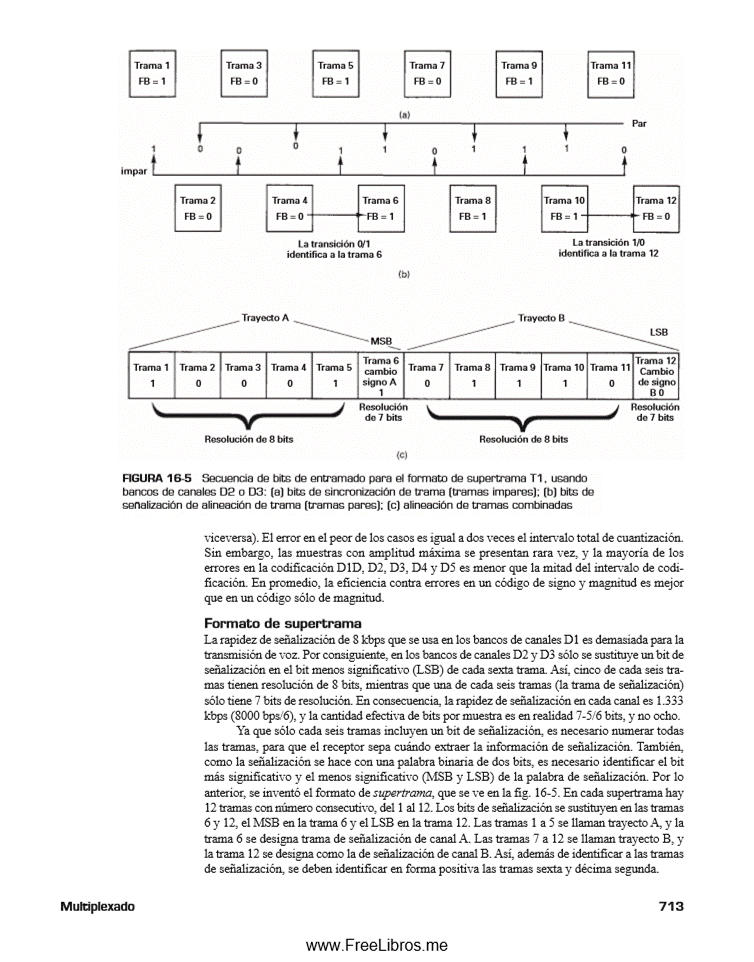 Trama 1 Trama 3 Trama 5 Trama 7 Trama 9 Trama 11
FB = 1 FB = 0 FB = 1 FB = 0 FB = 1 FB = 0
(a)
Par
1 0 0 0 1 1 0 1 1 1 0
impar
Trama 2 Trama 4 Trama 6 Trama 8 Trama 10 Trama 12
FB = 0 FB = 0 FB = 1 FB = 1 FB = 1 FB = 0
La transición 0/1 La transición 1/0
identifica a la trama 6 identifica a la trama 12
(b)
Trayecto A Trayecto B
MSB LSB
Trama 1 Trama 2 Trama 3 Trama 4 Trama 5 Trama 6 cambio signo A Trama 7 Trama 8 Trama 9 Trama 10 Trama 11 Trama 12 Cambio de signo
1 0 0 0 1 1 0 1 1 1 0 B 0
Resolución de 7 bits Resolución de 7 bits
Resolución de 8 bits Resolución de 8 bits
(c)
FIGURA 16-5 Secuencia de bits de entramado para el formato de supertrama T1, usando
bancos de canales D2 o D3: (a) bits de sincronización de trama (tramas impares); (b) bits de
señalización de alineación de trama (tramas pares); (c) alineación de tramas combinadas
viceversa). El error en el peor de los casos es igual a dos veces el intervalo total de cuantización.
Sin embargo, las muestras con amplitud máxima se presentan rara vez, y la mayoría de los
errores en la codificación D1D, D2, D3, D4 y D5 es menor que la mitad del intervalo de codi-
ficación. En promedio, la eficiencia contra errores en un código de signo y magnitud es mejor
que en un código sólo de magnitud.
Formato de supertrama
La rapidez de señalización de 8 kbps que se usa en los bancos de canales D1 es demasiada para la
transmisión de voz. Por consiguiente, en los bancos de canales D2 y D3 sólo se sustituye un bit de
señalización en el bit menos significativo (LSB) de cada sexta trama. Así, cinco de cada seis tra-
mas tienen resolución de 8 bits, mientras que una de cada seis tramas (la trama de señalización)
sólo tiene 7 bits de resolución. En consecuencia, la rapidez de señalización en cada canal es 1.333
kbps (8000 bps/6), y la cantidad efectiva de bits por muestra es en realidad 7-5/6 bits, y no ocho.
Ya que sólo cada seis tramas incluyen un bit de señalización, es necesario numerar todas
las tramas, para que el receptor sepa cuándo extraer la información de señalización. También,
como la señalización se hace con una palabra binaria de dos bits, es necesario identificar el bit
más significativo y el menos significativo (MSB y LSB) de la palabra de señalización. Por lo
anterior, se inventó el formato de supertrama, que se ve en la fig. 16-5. En cada supertrama hay
12 tramas con número consecutivo, del 1 al 12. Los bits de señalización se sustituyen en las tramas
6 y 12, el MSB en la trama 6 y el LSB en la trama 12. Las tramas 1 a 5 se llaman trayecto A, y la
trama 6 se designa trama de señalización de canal A. Las tramas 7 a 12 se llaman trayecto B, y
la trama 12 se designa como la de señalización de canal B. Así, además de identificar a las tramas
de señalización, se deben identificar en forma positiva las tramas sexta y décima segunda.
Multiplexado 713
www.FreeLibros.me